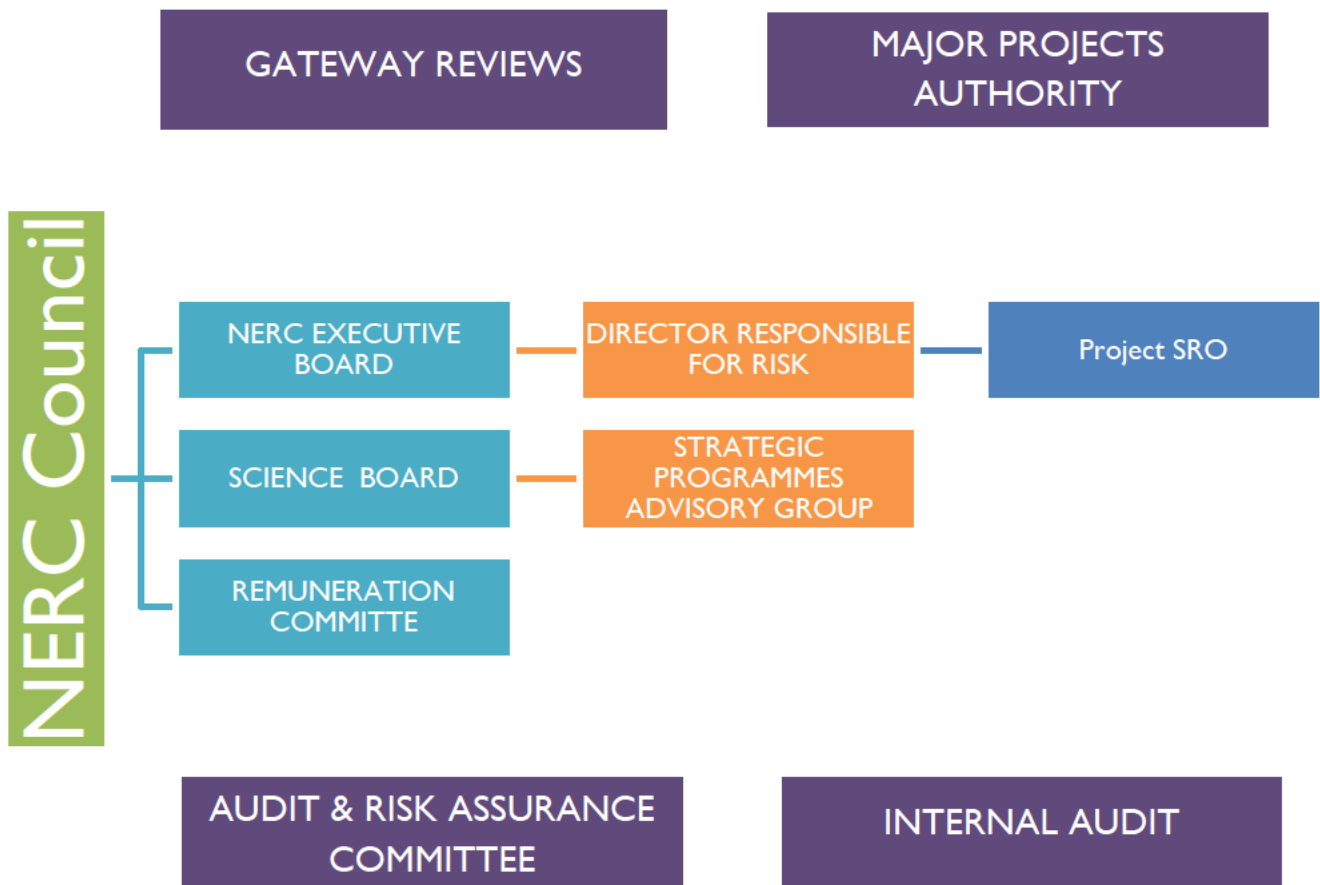 GATEWAY REVIEWS
MAJOR PROJECTS
AUTHORITY
NERC Council
NERC EXECUTIVE
BOARD
DIRECTOR RESPONSIBLE
FOR RISK
Project SRO
SCIENCE BOARD
STRATEGIC
PROGRAMMES
ADVISORY GROUP
REMUNERATION
COMMITTE
AUDIT & RISK ASSURANCE
COMMITTEE
INTERNAL AUDIT